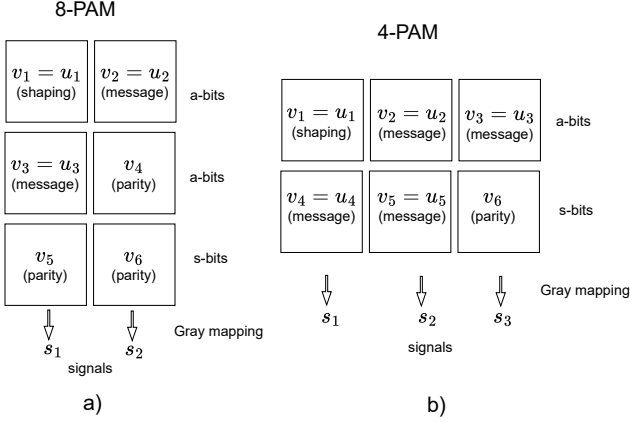 8-PAM
v₁ = u₁ v₂ = u₂
(shaping) (message)
a-bits
v₃ = u₃ v₄
(message) (parity)
a-bits
v₅ v₆
(parity) (parity)
s-bits
Gray mapping
s₁ s₂
signals
a)
4-PAM
v₁ = u₁ v₂ = u₂ v₃ = u₃
(shaping) (message) (message)
a-bits
v₄ = u₄ v₅ = u₅ v₆
(message) (message) (parity)
s-bits
Gray mapping
s₁ s₂ s₃
signals
b)